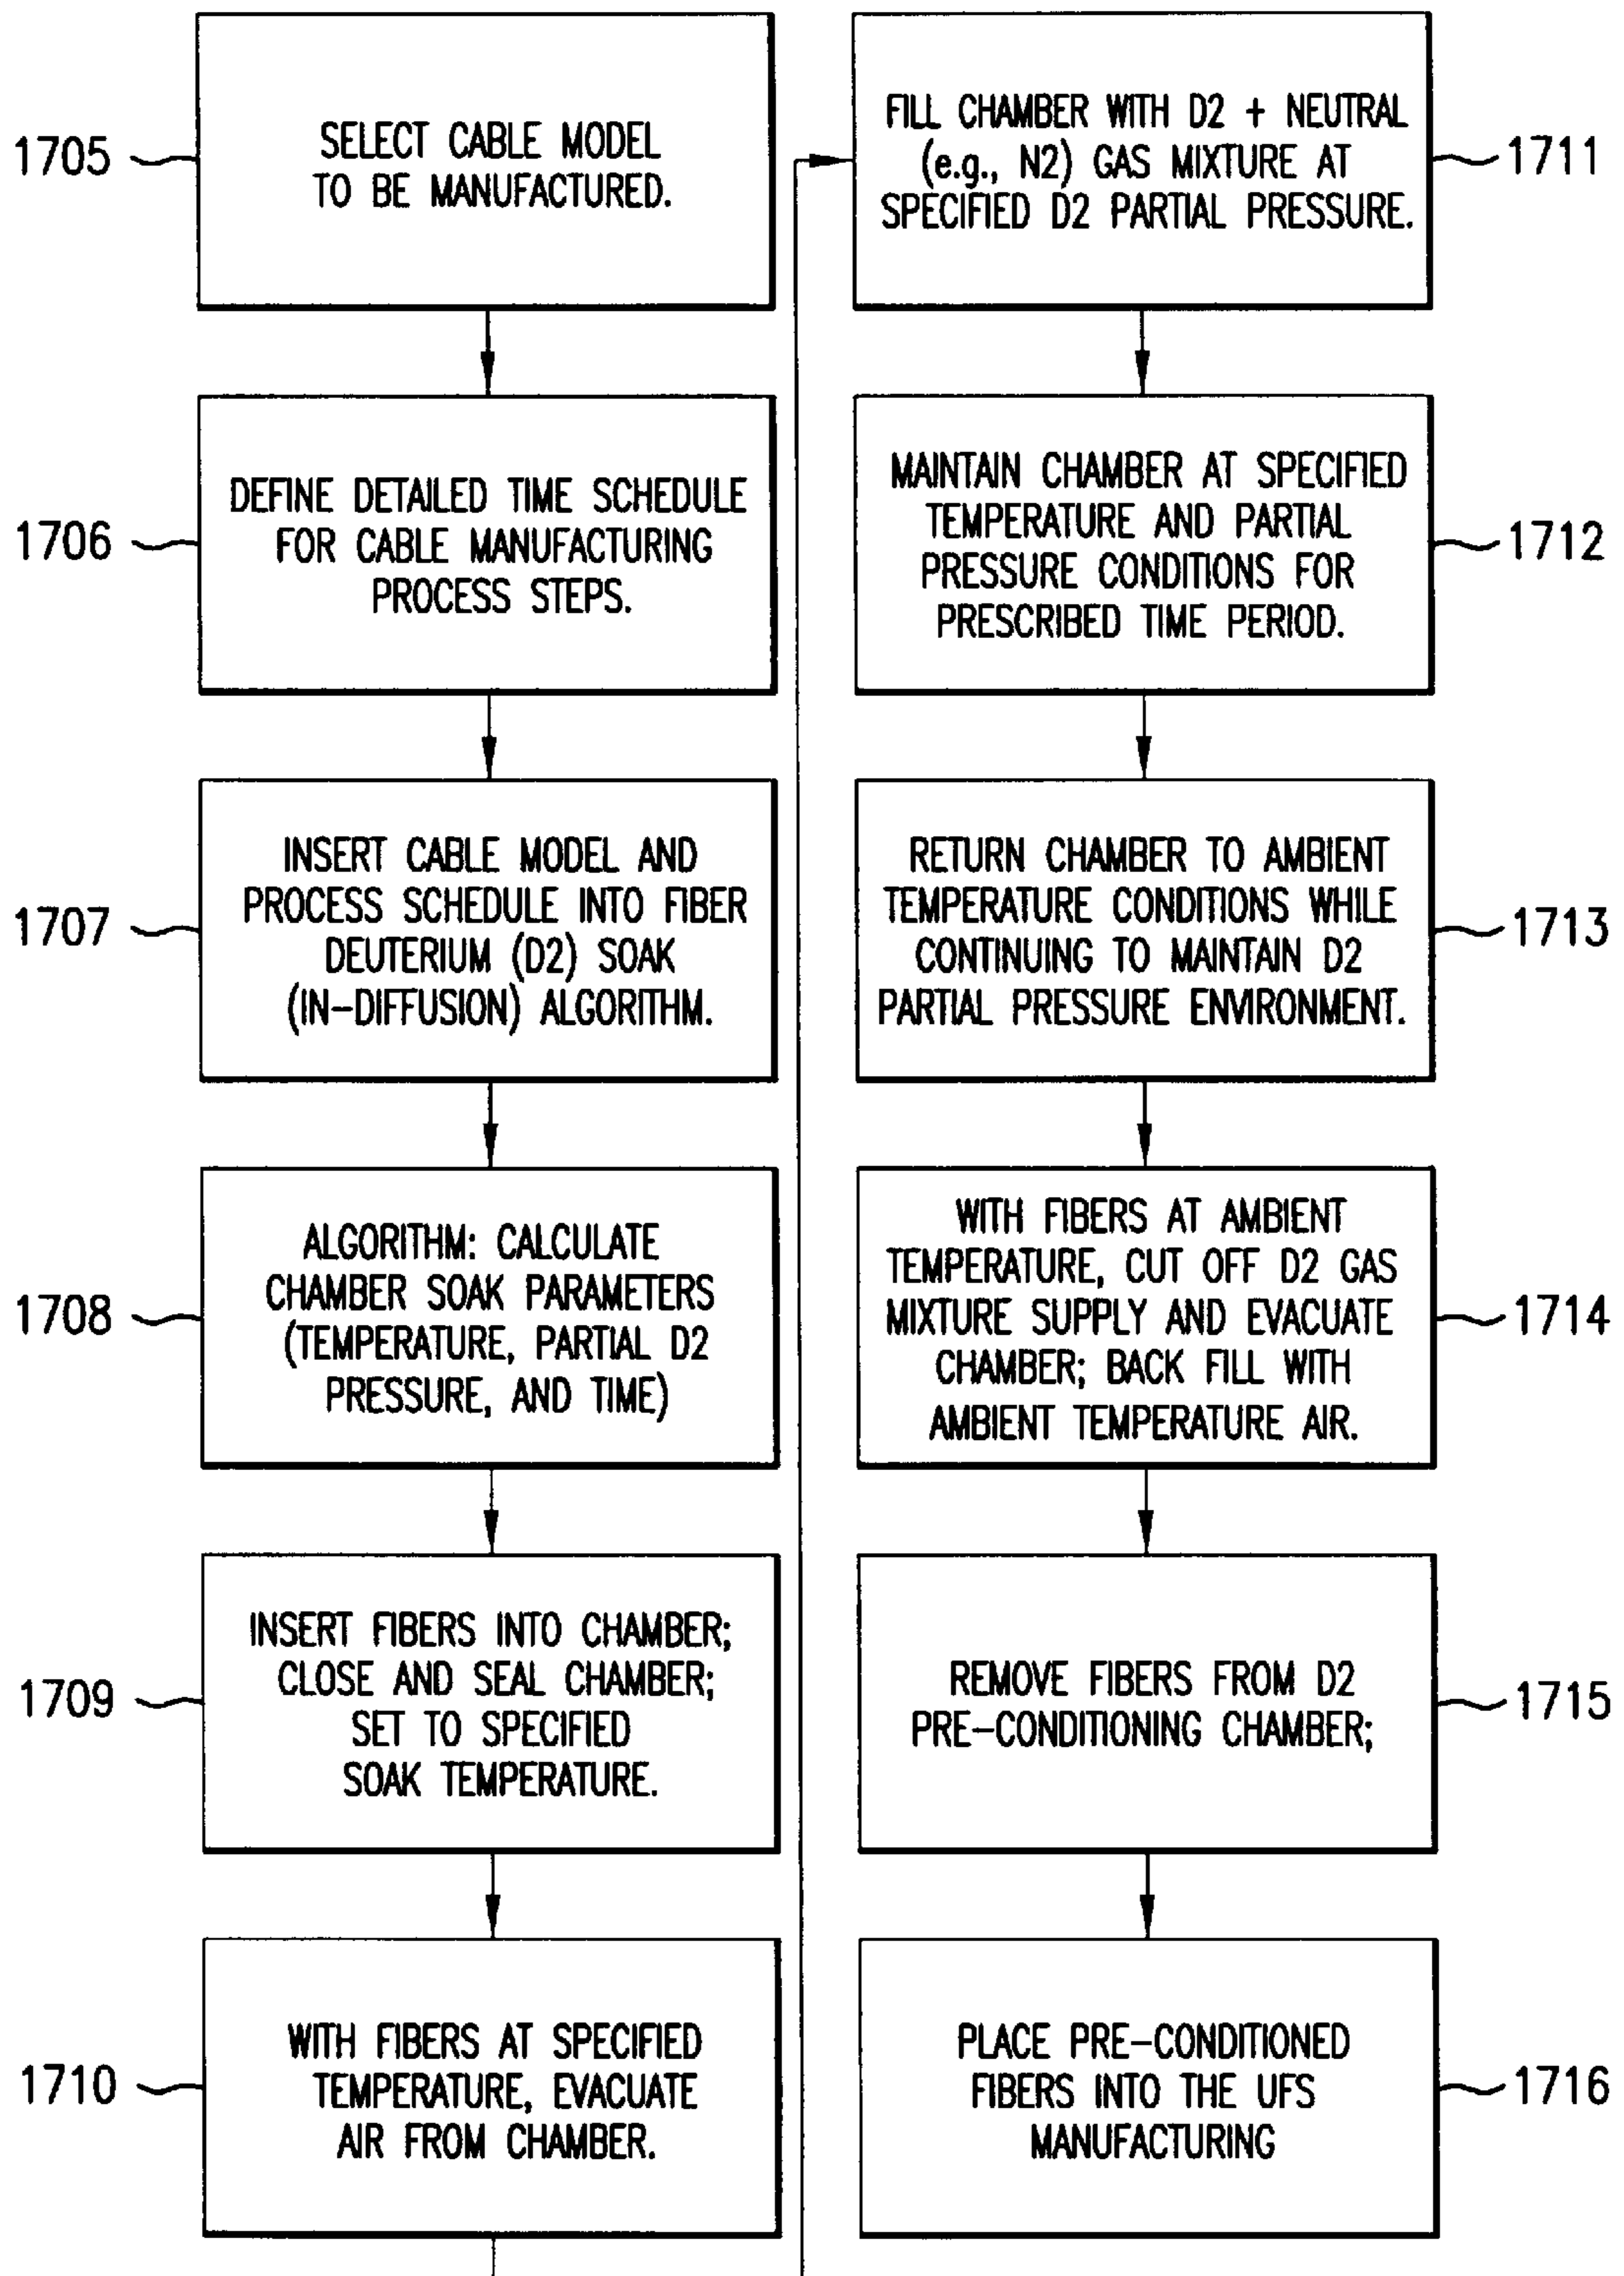 1705
SELECT CABLE MODEL
TO BE MANUFACTURED.
1706
DEFINE DETAILED TIME SCHEDULE
FOR CABLE MANUFACTURING
PROCESS STEPS.
1707
INSERT CABLE MODEL AND
PROCESS SCHEDULE INTO FIBER
DEUTERIUM (D2) SOAK
(IN-DIFFUSION) ALGORITHM.
1708
ALGORITHM: CALCULATE
CHAMBER SOAK PARAMETERS
(TEMPERATURE, PARTIAL D2
PRESSURE, AND TIME)
1709
INSERT FIBERS INTO CHAMBER;
CLOSE AND SEAL CHAMBER;
SET TO SPECIFIED
SOAK TEMPERATURE.
1710
WITH FIBERS AT SPECIFIED
TEMPERATURE, EVACUATE
AIR FROM CHAMBER.
FILL CHAMBER WITH D2 + NEUTRAL
(e.g., N2) GAS MIXTURE AT
SPECIFIED D2 PARTIAL PRESSURE.
1711
MAINTAIN CHAMBER AT SPECIFIED
TEMPERATURE AND PARTIAL
PRESSURE CONDITIONS FOR
PRESCRIBED TIME PERIOD.
1712
RETURN CHAMBER TO AMBIENT
TEMPERATURE CONDITIONS WHILE
CONTINUING TO MAINTAIN D2
PARTIAL PRESSURE ENVIRONMENT.
1713
WITH FIBERS AT AMBIENT
TEMPERATURE, CUT OFF D2 GAS
MIXTURE SUPPLY AND EVACUATE
CHAMBER; BACK FILL WITH
AMBIENT TEMPERATURE AIR.
1714
REMOVE FIBERS FROM D2
PRE-CONDITIONING CHAMBER;
1715
PLACE PRE-CONDITIONED
FIBERS INTO THE UFS
MANUFACTURING
1716